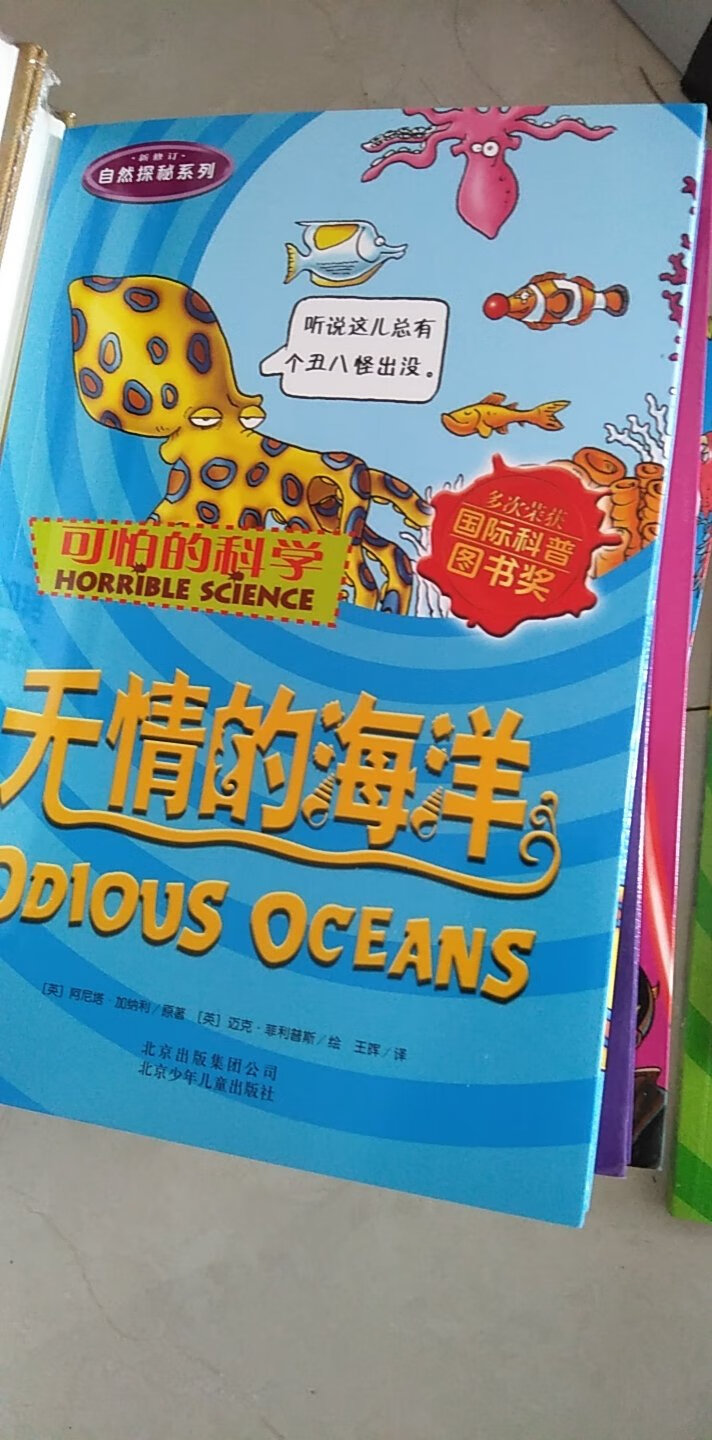 ·新修订·
自然探秘系列
听说这儿总有
个丑八怪出没。
多次荣获
国际科普
图书奖
可怕的科学
HORRIBLE SCIENCE
无情的海洋
ODIOUS OCEANS
[英] 阿尼塔·加纳利/原著 [英] 迈克·菲利普斯/绘 王晖/译
北京出版集团公司
北京少年儿童出版社